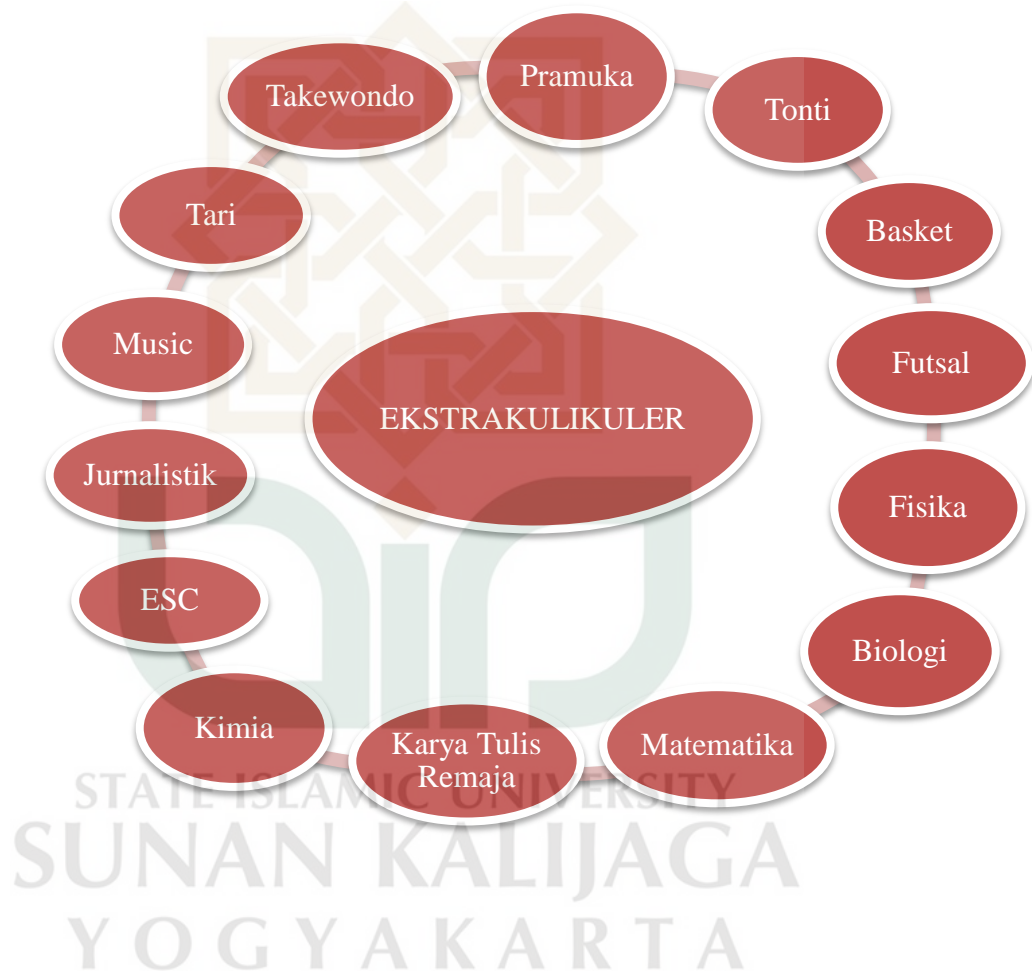 Pramuka
Tonti
Basket
Futsal
Fisika
Biologi
Matematika
Karya Tulis
Remaja
Kimia
ESC
Jurnalistik
Music
Tari
Takewondo
EKSTRAKULIKULER
STATE ISLAMIC UNIVERSITY
SUNAN KALIJAGA
YOGYAKARTA